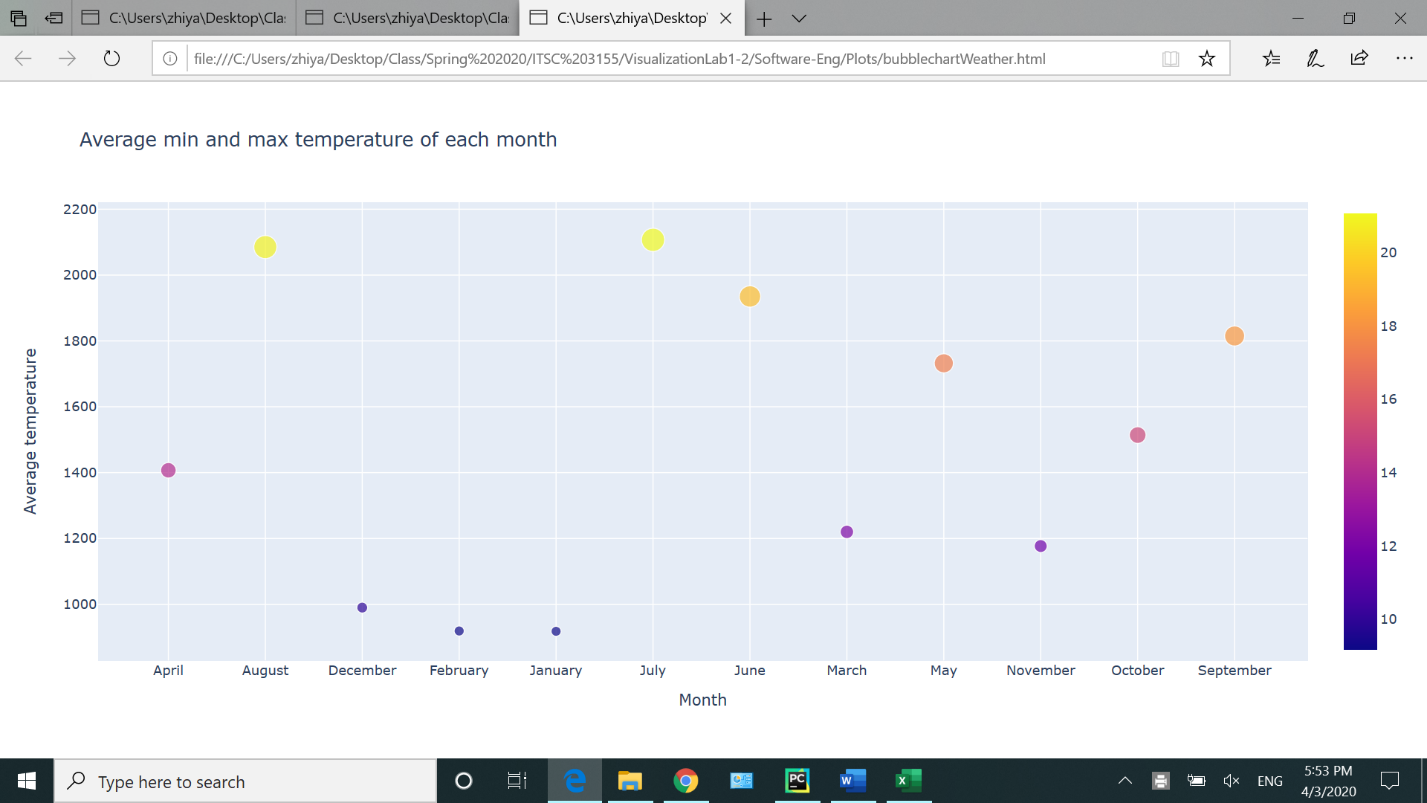 C:\Users\zhiya\Desktop\Cla
C:\Users\zhiya\Desktop\Cla
C:\Users\zhiya\Desktop
file:///C:/Users/zhiya/Desktop/Class/Spring%202020/ITSC%203155/VisualizationLab1-2/Software-Eng/Plots/bubblechartWeather.html
Average min and max temperature of each month
2200
2000
1800
1600
1400
1200
1000
Average temperature
April August December February January July June March May November October September
Month
20
18
16
14
12
10
Type here to search
PC
W
X
ENG
5:53 PM
4/3/2020